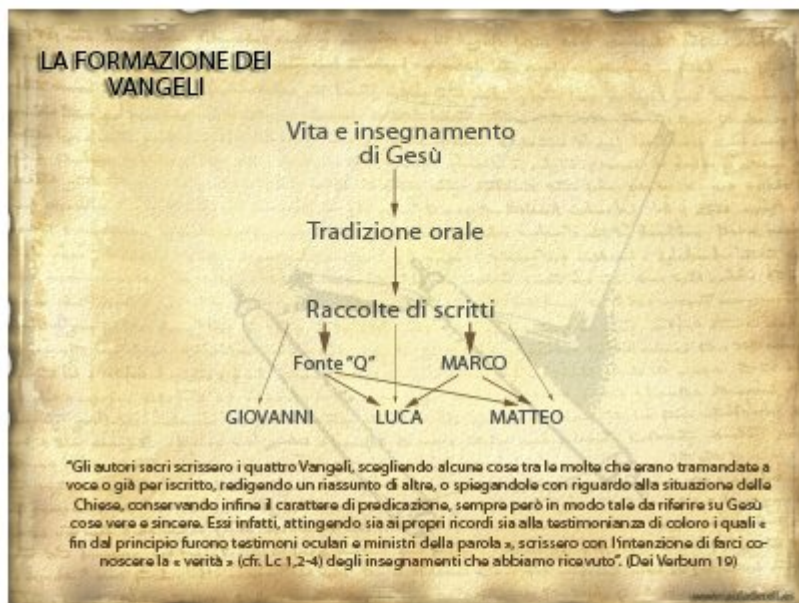 LA FORMAZIONE DEI
VANGELI
Vita e insegnamento
di Gesù
Tradizione orale
Raccolte di scritti
Fonte "Q" MARCO
GIOVANNI LUCA MATTEO
"Gli autori sacri scrissero i quattro Vangeli, scegliendo alcune cose tra le molte che erano tramandate a
voce o già per iscritto, redigendo un riassunto di altre, o spiegandole con riguardo alla situazione delle
Chiese, conservando infine il carattere di predicazione, sempre però in modo tale da riferire su Gesù
cose vere e sincere. Essi infatti, attingendo sia ai propri ricordi sia alla testimonianza di coloro i quali «
fin dal principio furono testimoni oculari e ministri della parola », scrissero con l'intenzione di farci co-
noscere la « verità » (cfr. Lc 1,2-4) degli insegnamenti che abbiamo ricevuto". (Dei Verbum 19)